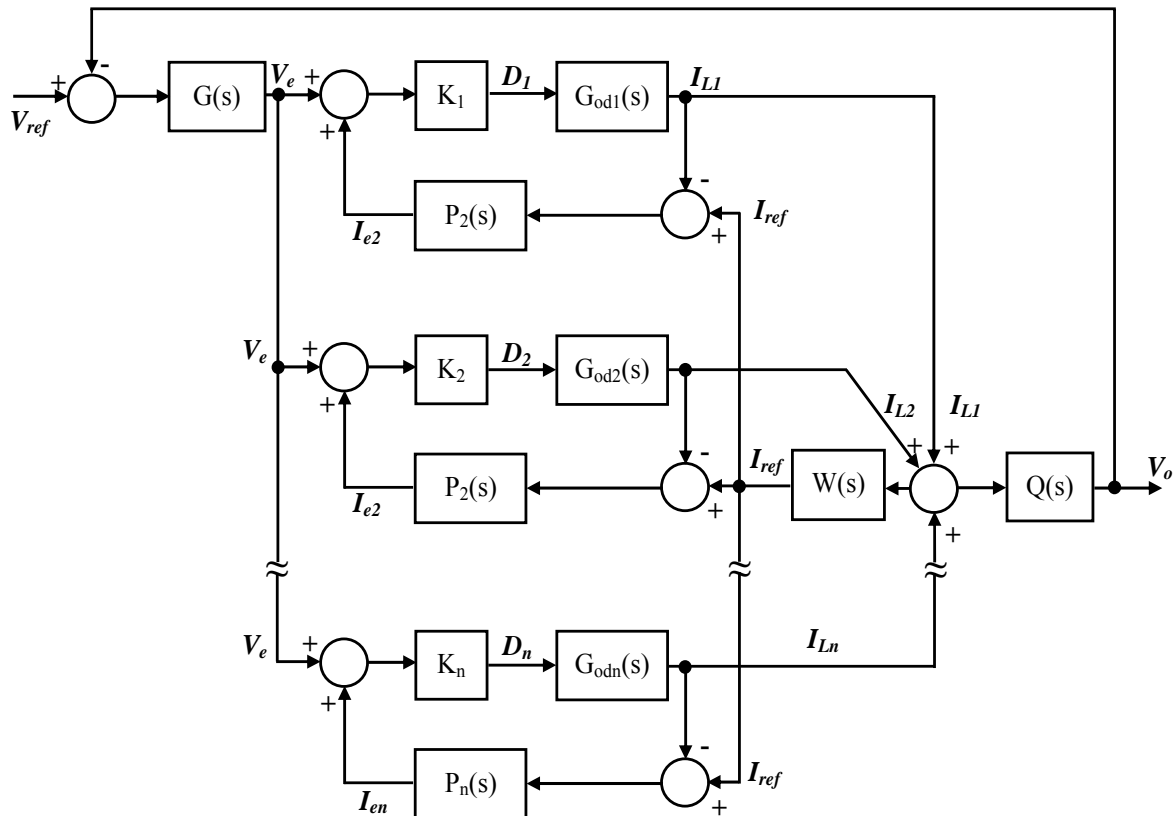 -
+ V_e + K_1 D_1 G_od1(s) I_L1
G(s)
V_ref
+
-
P_2(s) I_ref
I_e2 +
V_e + K_2 D_2 G_od2(s)
+
I_L2 I_L1
+ +
-
P_2(s) I_ref W(s) Q(s) V_o
I_e2 + +
≈ ≈ ≈
V_e + K_n D_n G_odn(s) I_Ln
+
-
P_n(s) I_ref
I_en +